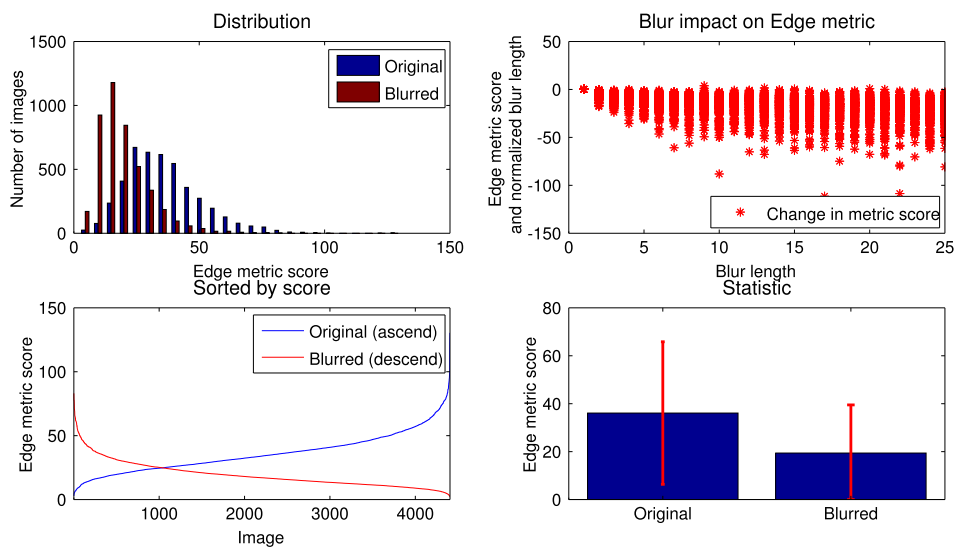 Distribution
1500
1000
500
0
0
50
100
150
Number of images
Edge metric score
Original
Blurred
Blur impact on Edge metric
50
0
-50
-100
-150
0
5
10
15
20
25
Edge metric score
and normalized blur length
Blur length
Change in metric score
Sorted by score
150
100
50
0
1000
2000
3000
4000
Edge metric score
Image
Original (ascend)
Blurred (descend)
Statistic
80
60
40
20
0
Edge metric score
Original
Blurred